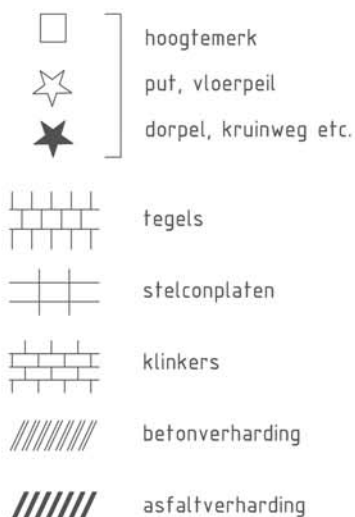 hoogtemerk
put, vloerpeil
dorpel, kruinweg etc.
tegels
stelconplaten
klinkers
betonverharding
asfaltverharding